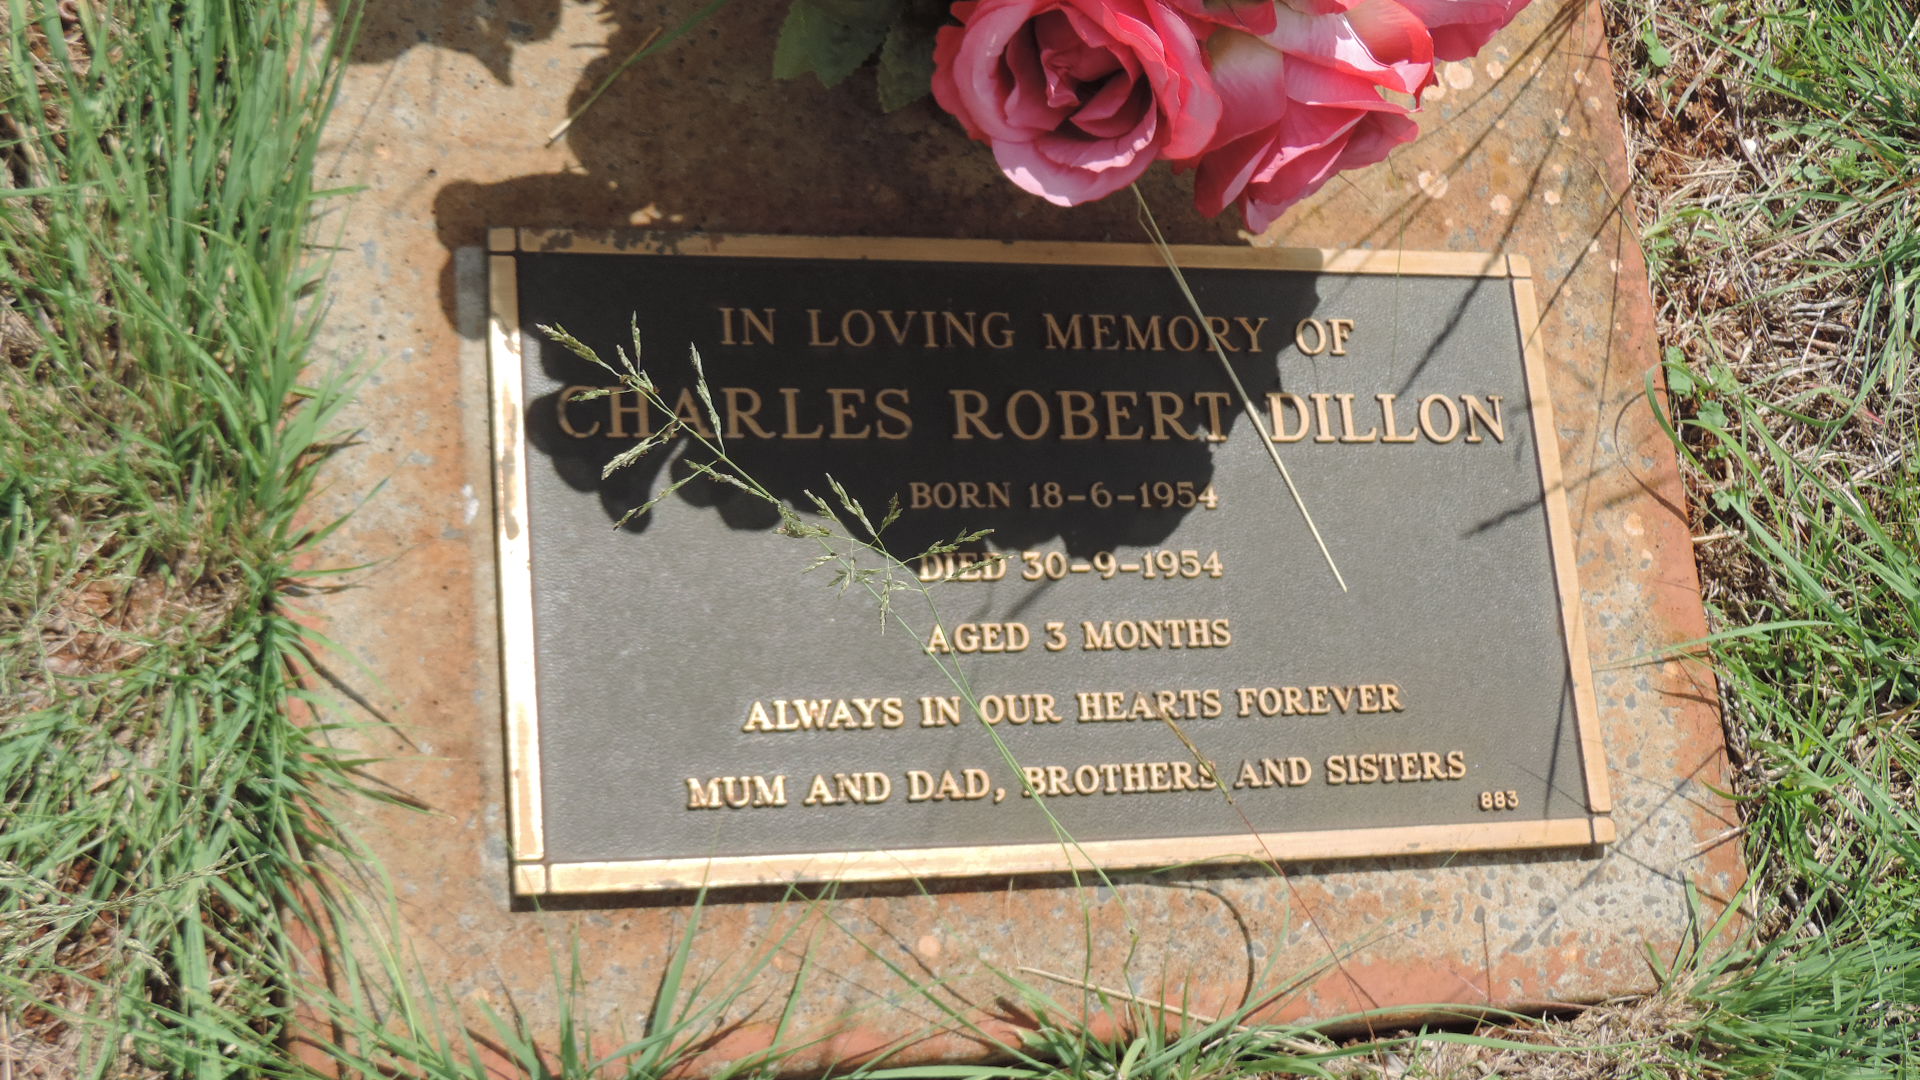 IN LOVING MEMORY OF
CHARLES ROBERT DILLON
BORN 18-6-1954
DIED 30-9-1954
AGED 3 MONTHS
ALWAYS IN OUR HEARTS FOREVER
MUM AND DAD, BROTHERS AND SISTERS
883